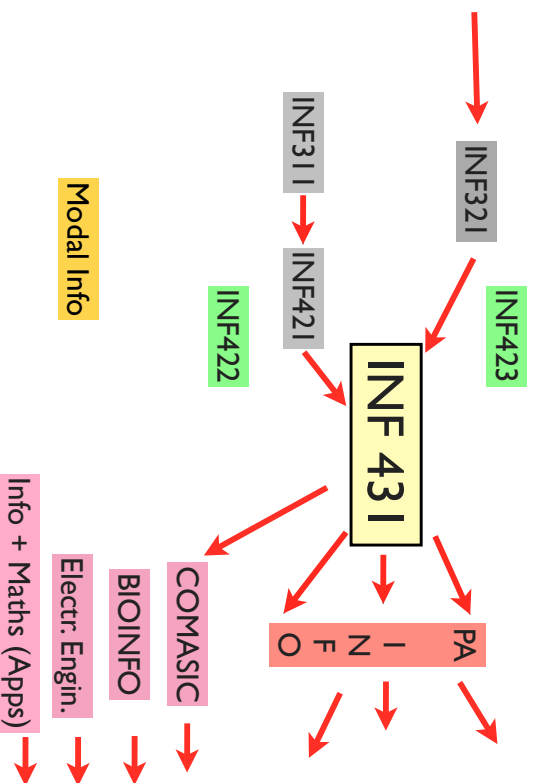 INF321
INF423
INF311
INF421
INF422
Modal Info
INF 431
PA
INFO
COMASIC
BIOINFO
Electr. Engin.
Info + Maths (Apps)